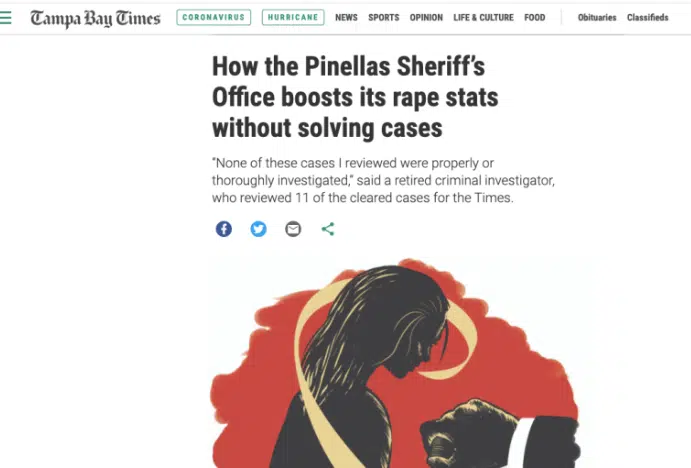 Tampa Bay Times
CORONAVIRUS HURRICANE NEWS SPORTS OPINION LIFE & CULTURE FOOD Obituaries Classifieds
How the Pinellas Sheriff's
Office boosts its rape stats
without solving cases
“None of these cases I reviewed were properly or
thoroughly investigated,” said a retired criminal investigator,
who reviewed 11 of the cleared cases for the Times.